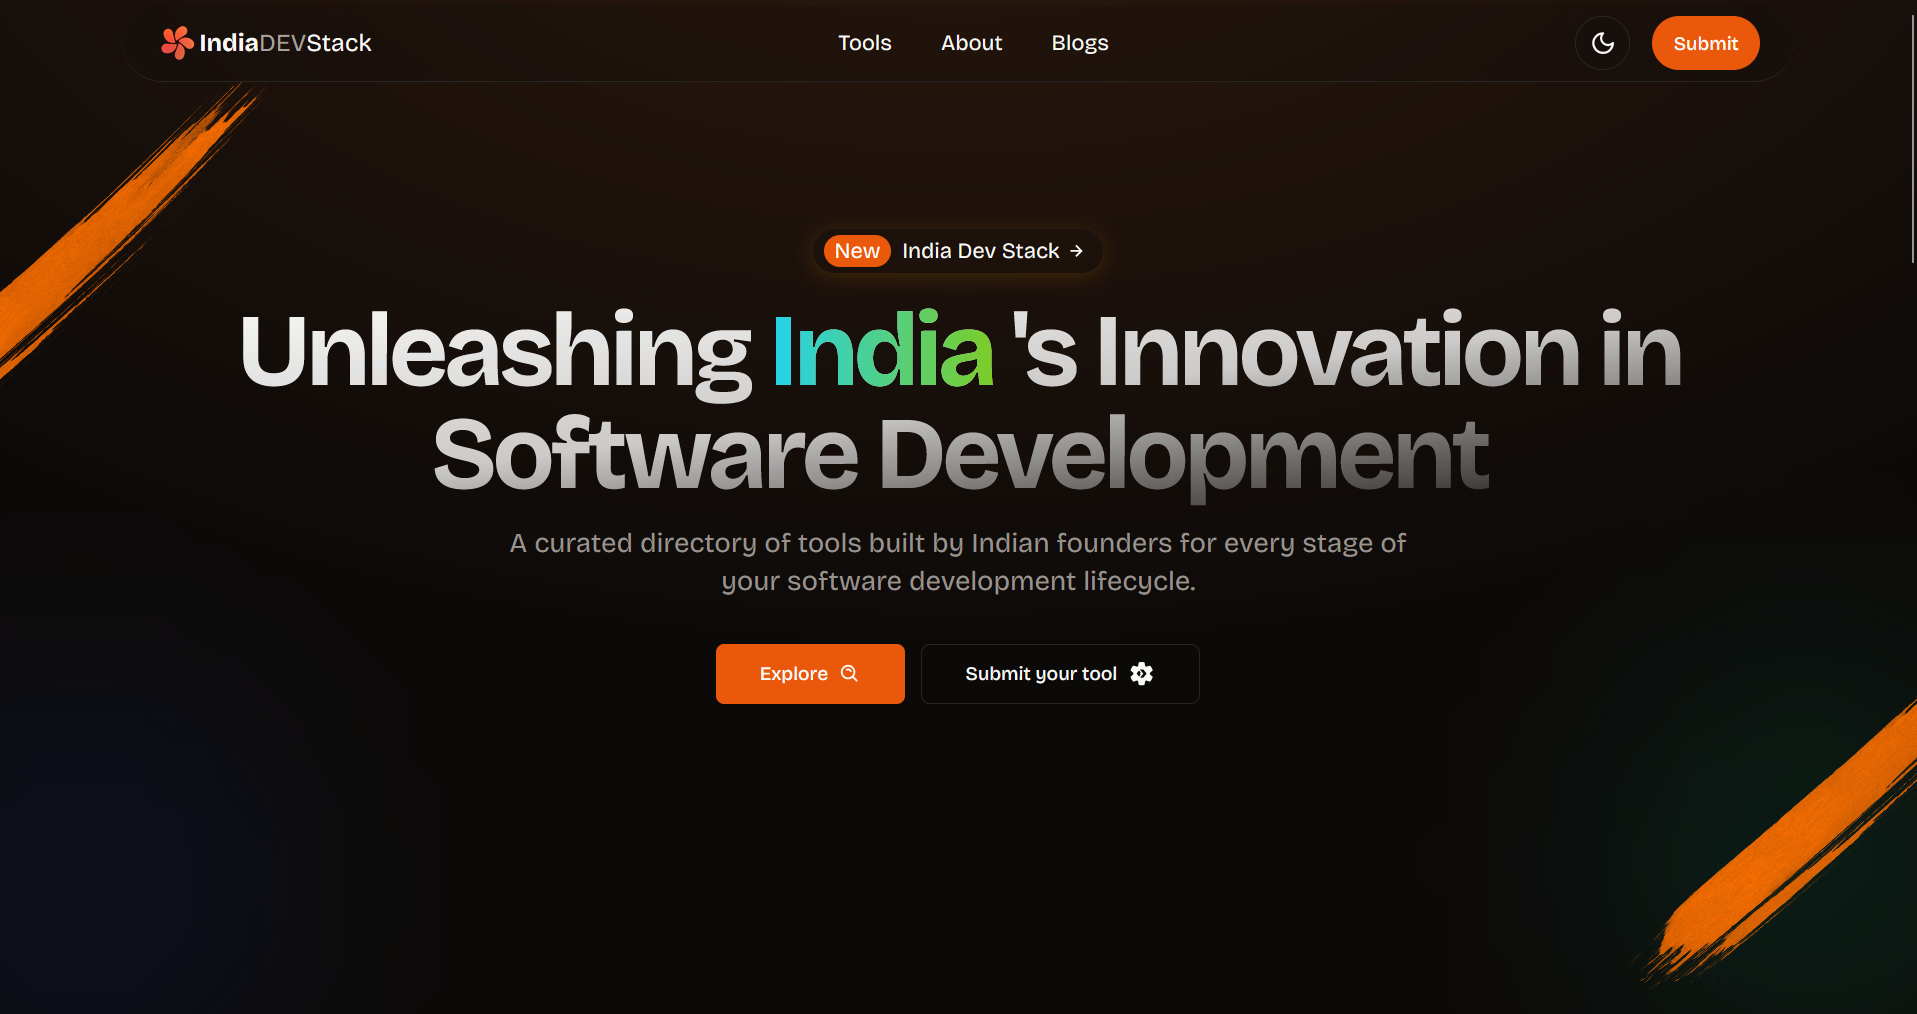 IndiaDEVStack
Tools
About
Blogs
Submit
New India Dev Stack →
Unleashing India 's Innovation in
Software Development
A curated directory of tools built by Indian founders for every stage of
your software development lifecycle.
Explore
Submit your tool